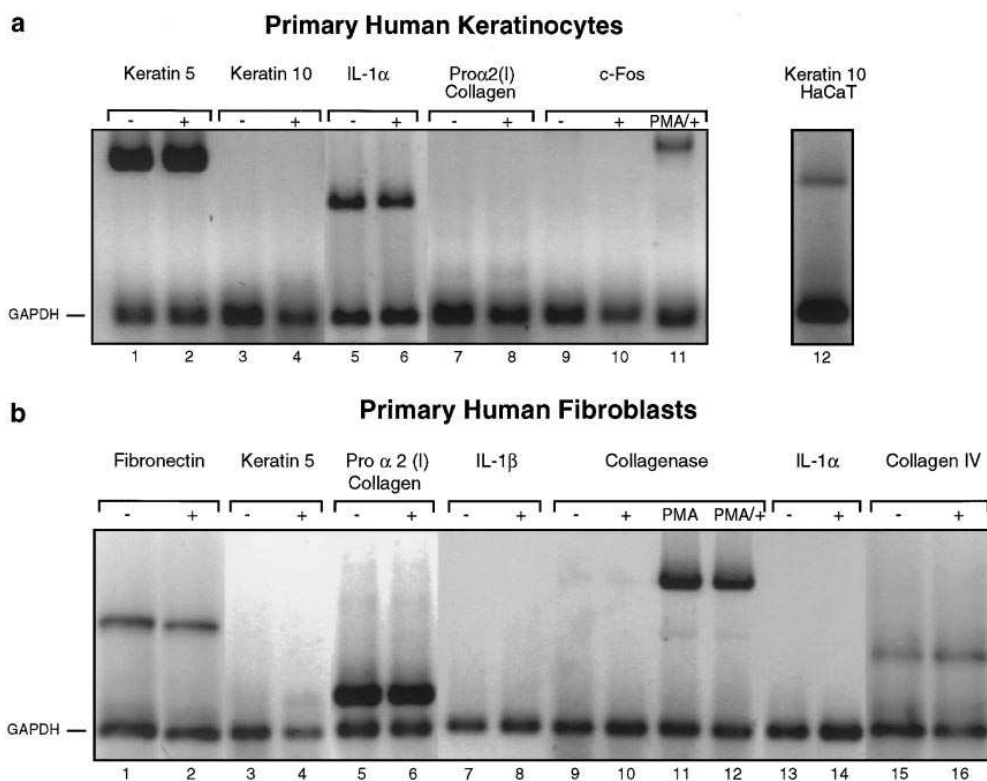 a
Primary Human Keratinocytes
Keratin 5 Keratin 10 IL-1α Proα2(I) Collagen c-Fos Keratin 10 HaCaT
- + - + - + - + - + PMA/+
GAPDH
1 2 3 4 5 6 7 8 9 10 11 12
b
Primary Human Fibroblasts
Fibronectin Keratin 5 Pro α 2 (I) Collagen IL-1β Collagenase IL-1α Collagen IV
- + - + - + - + - + PMA PMA/+ - + - +
GAPDH
1 2 3 4 5 6 7 8 9 10 11 12 13 14 15 16